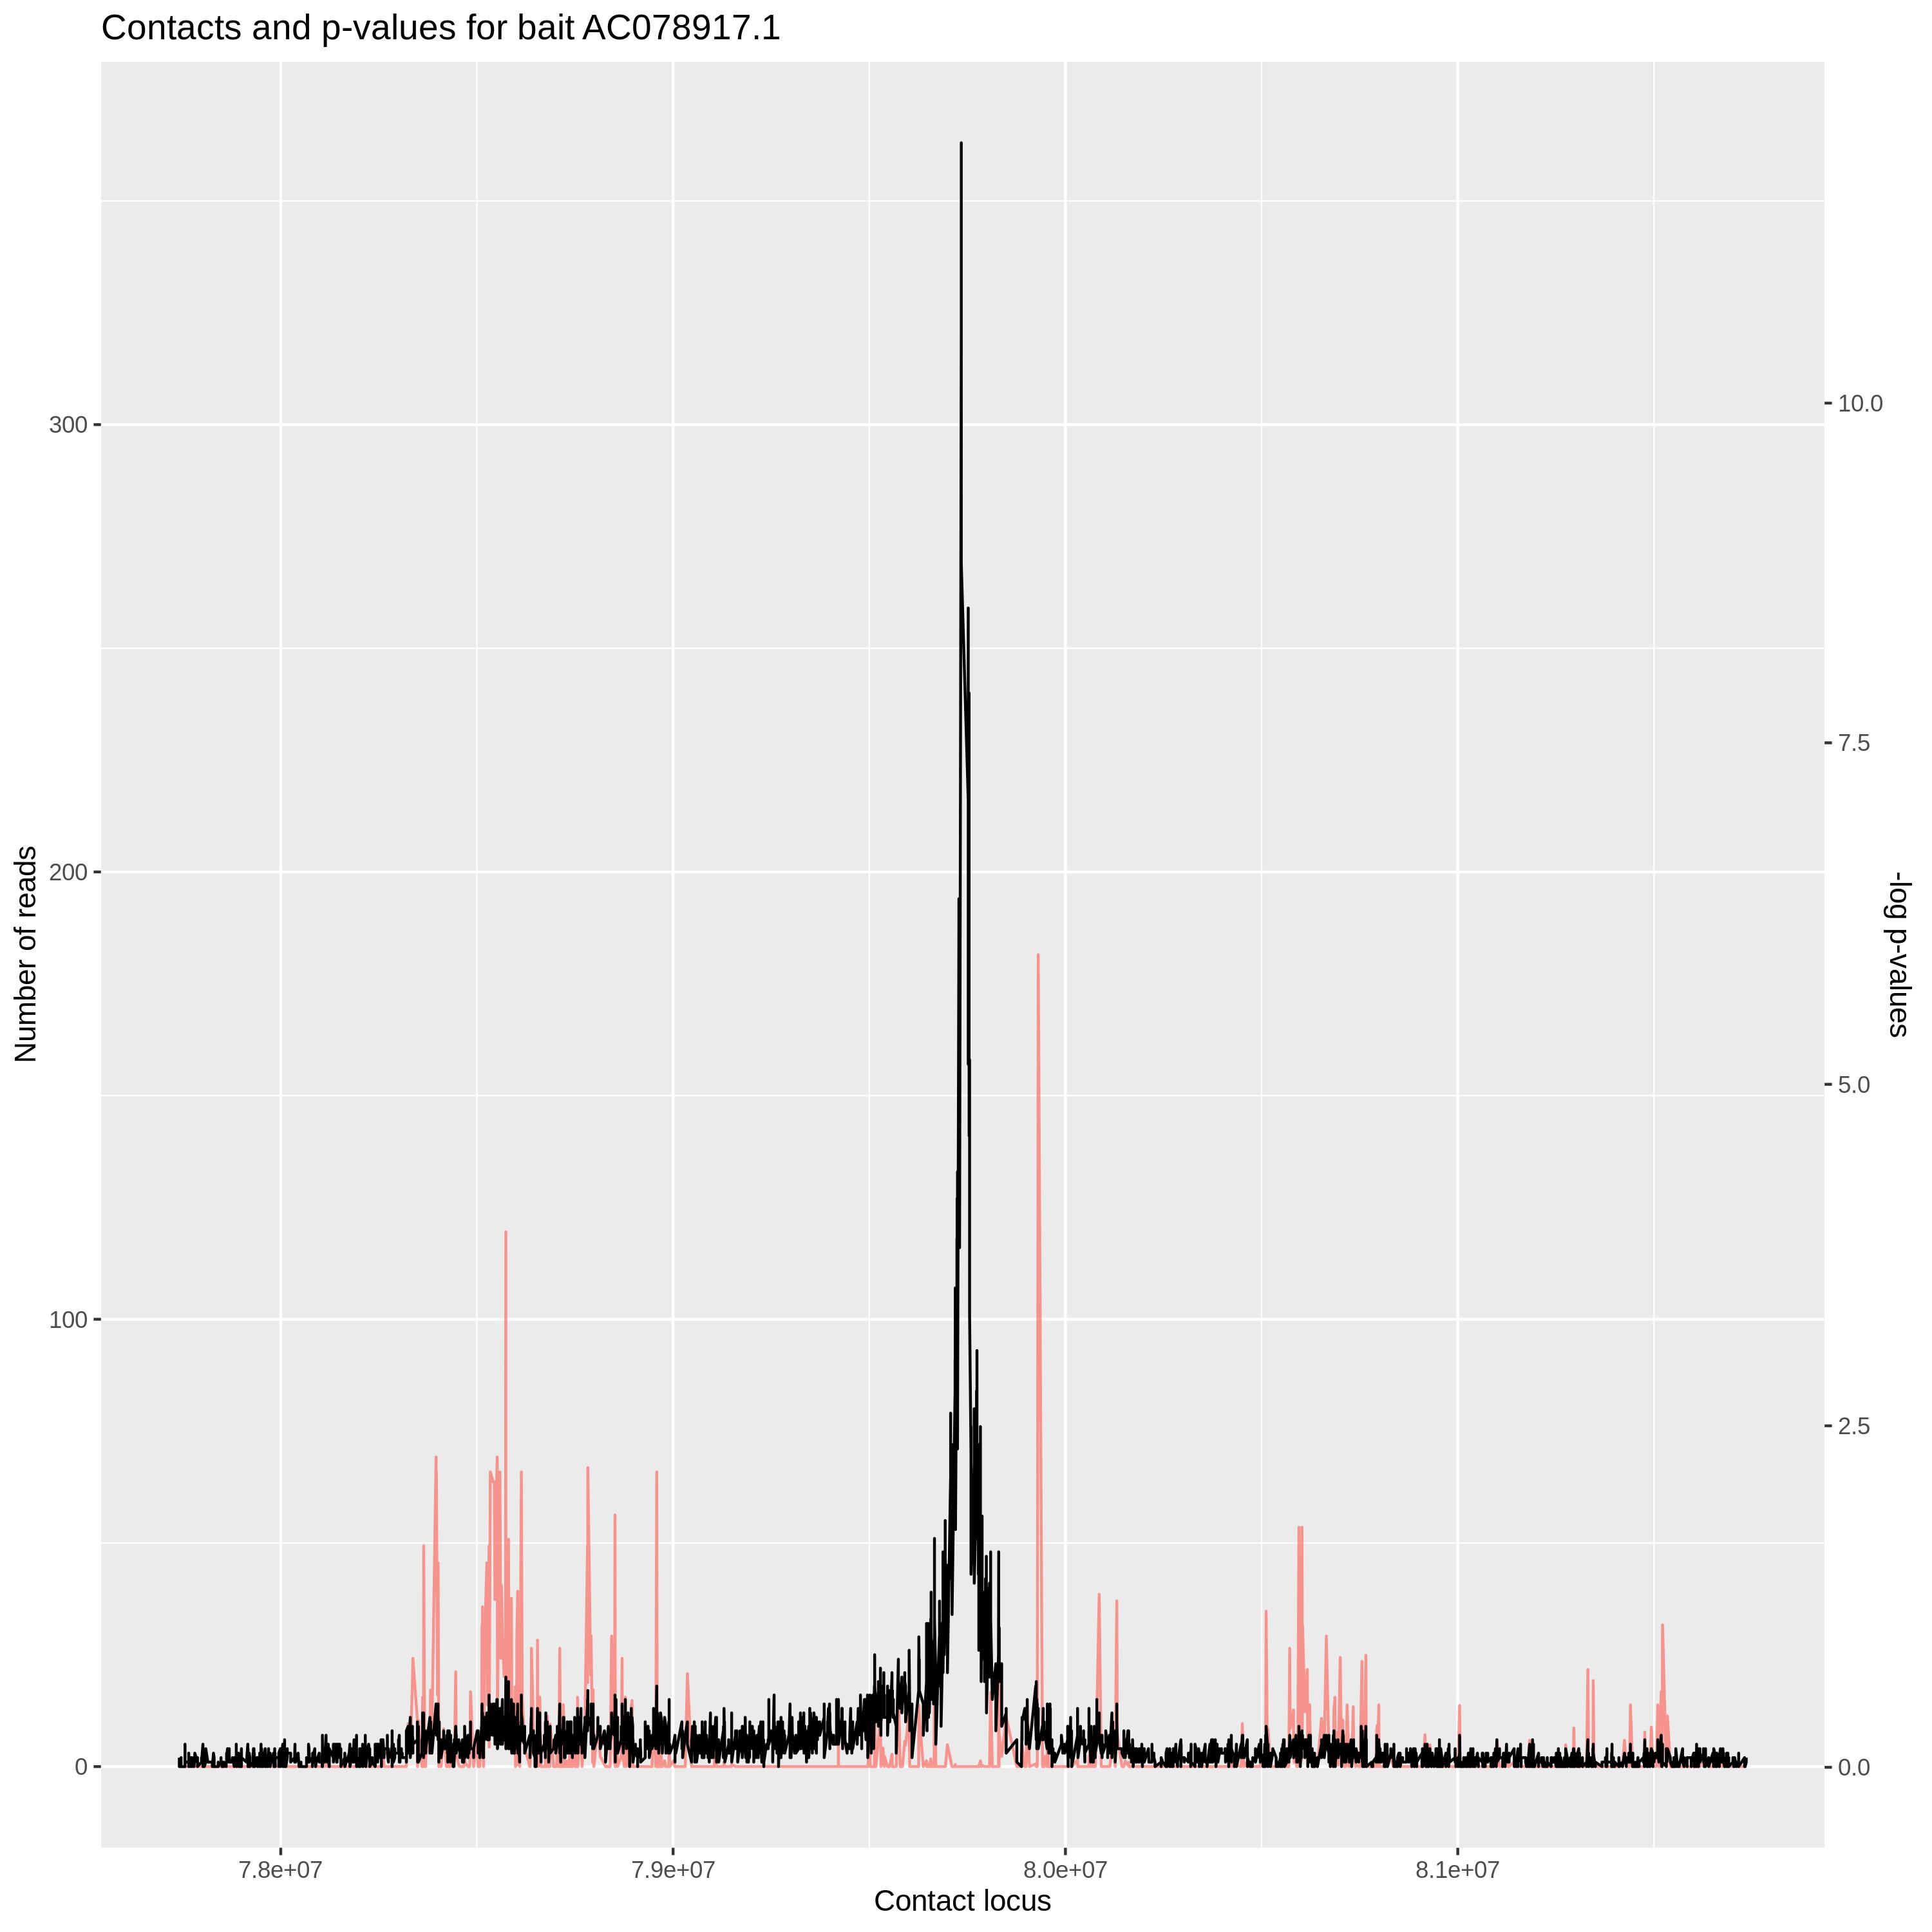 Contacts and p-values for bait AC078917.1
Number of reads
300
200
100
0
10.0
7.5
5.0
2.5
0.0
-log p-values
7.8e+07
7.9e+07
8.0e+07
8.1e+07
Contact locus